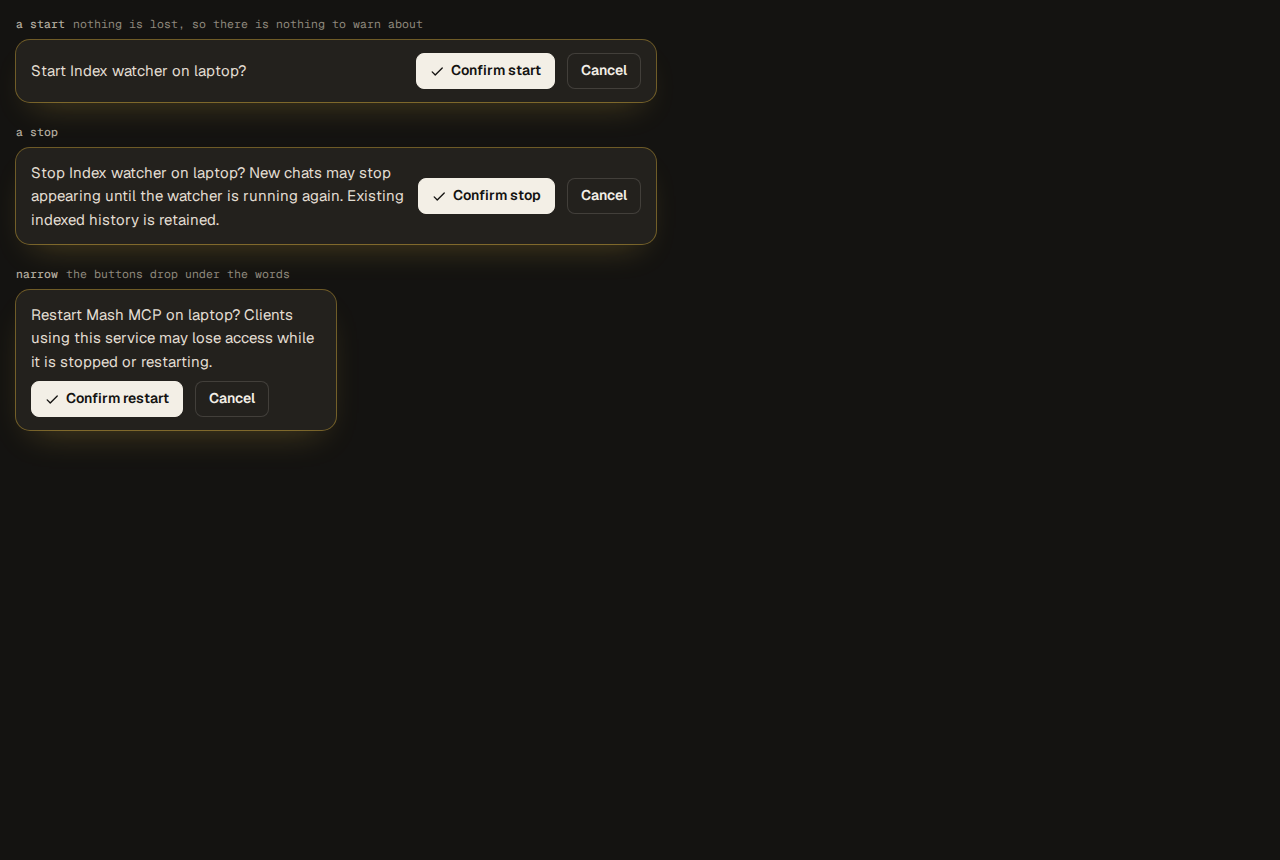 a start nothing is lost, so there is nothing to warn about
Start Index watcher on laptop?
Confirm start
Cancel
a stop
Stop Index watcher on laptop? New chats may stop
appearing until the watcher is running again. Existing
indexed history is retained.
Confirm stop
Cancel
narrow the buttons drop under the words
Restart Mash MCP on laptop? Clients
using this service may lose access while
it is stopped or restarting.
Confirm restart
Cancel